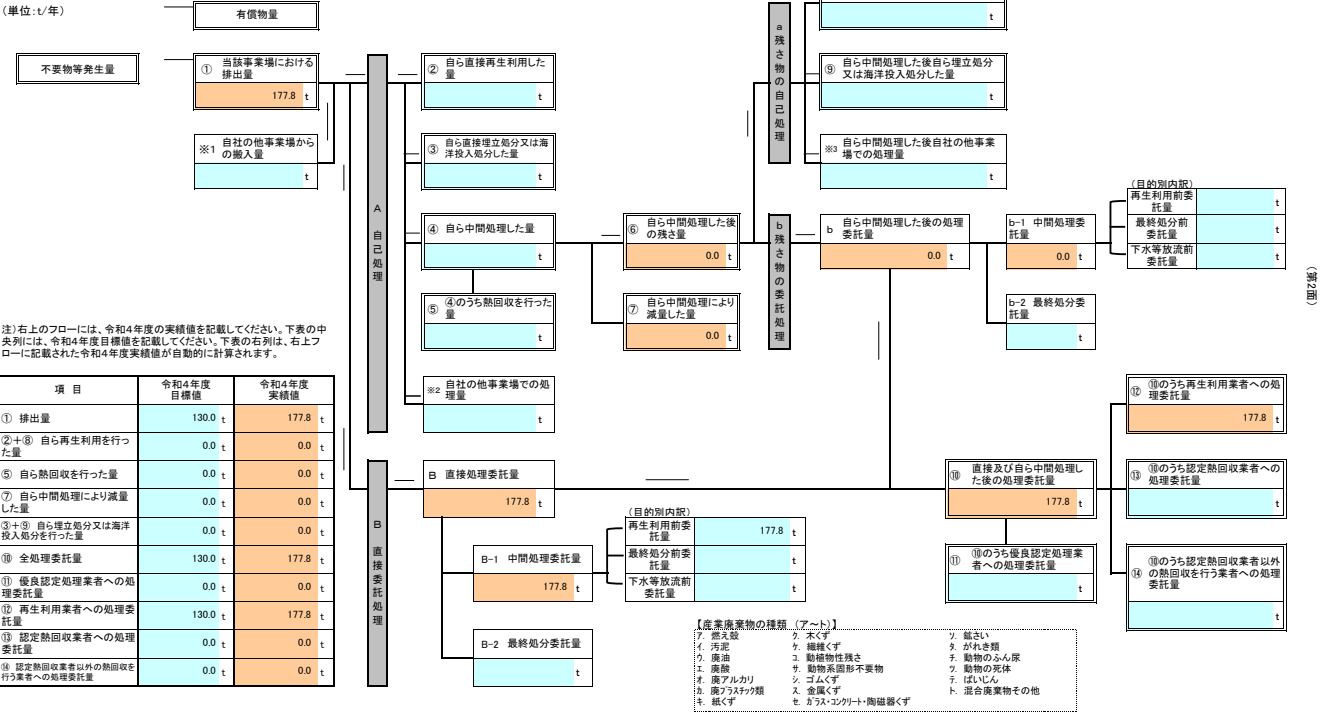 (単位:t/年)
有償物量
t
不要物等発生量
① 当該事業場における
排出量
177.8 t
※1 自社の他事業場から
の搬入量
t
A 自己処理
② 自ら直接再生利用した
量
t
③ 自ら直接埋立処分又は海
洋投入処分した量
t
④ 自ら中間処理した量
t
⑤ ④のうち熱回収を行った
量
t
※2 自社の他事業場での処
理量
t
⑥ 自ら中間処理した後
の残さ量
0.0 t
⑦ 自ら中間処理により
減量した量
0.0 t
a 残さ物の自己処理
⑨ 自ら中間処理した後自ら埋立処分
又は海洋投入処分した量
t
※3 自ら中間処理した後自社の他事業
場での処理量
t
b 残さ物の委託処理
b 自ら中間処理した後の処理
委託量
0.0 t
b-1 中間処理委
託量
0.0 t
(目的別内訳)
再生利用前委
託量
t
最終処分前
委託量
t
下水等放流前
委託量
t
b-2 最終処分委
託量
t
(第2面)
注)右上のフローには、令和4年度の実績値を記載してください。下表の中
央列には、令和4年度目標値を記載してください。下表の右列は、右上フ
ローに記載された令和4年度実績値が自動的に計算されます。
項 目 令和4年度
目標値 令和4年度
実績値
① 排出量 130.0 t 177.8 t
②+⑧ 自ら再生利用を行っ
た量 0.0 t 0.0 t
⑤ 自ら熱回収を行った量 0.0 t 0.0 t
⑦ 自ら中間処理により減量
した量 0.0 t 0.0 t
③+⑨ 自ら埋立処分又は海洋
投入処分を行った量 0.0 t 0.0 t
⑩ 全処理委託量 130.0 t 177.8 t
⑪ 優良認定処理業者への処
理委託量 0.0 t 0.0 t
⑫ 再生利用業者への処理委
託量 130.0 t 177.8 t
⑬ 認定熱回収業者への処理
委託量 0.0 t 0.0 t
⑭ 認定熱回収業者以外の熱回収を
行う業者への処理委託量 0.0 t 0.0 t
B 直接委託処理
B 直接処理委託量
177.8 t
B-1 中間処理委託量
177.8 t
(目的別内訳)
再生利用前委
託量
177.8 t
最終処分前委
託量
下水等放流前
委託量
t
B-2 最終処分委託量
t
⑩ 直接及び自ら中間処理し
た後の処理委託量
177.8 t
⑪ ⑩のうち優良認定処理業
者への処理委託量
t
⑫ ⑩のうち再生利用業者への処
理委託量
177.8 t
⑬ ⑩のうち認定熱回収業者への
処理委託量
t
⑭ ⑩のうち認定熱回収業者以外
の熱回収を行う業者への処理
委託量
t
【産業廃棄物の種類 (ア~ト)】
ア. 燃え殻 ク. 木くず ソ. 鉱さい
イ. 汚泥 ケ. 繊維くず タ. がれき類
ウ. 廃油 コ. 動植物性残さ チ. 動物のふん尿
エ. 廃酸 サ. 動物系固形不要物 ツ. 動物の死体
オ. 廃アルカリ シ. ゴムくず テ. ばいじん
カ. 廃プラスチック類 ス. 金属くず ト. 混合廃棄物その他
キ. 紙くず セ. ガラス・コンクリート・陶磁器くず